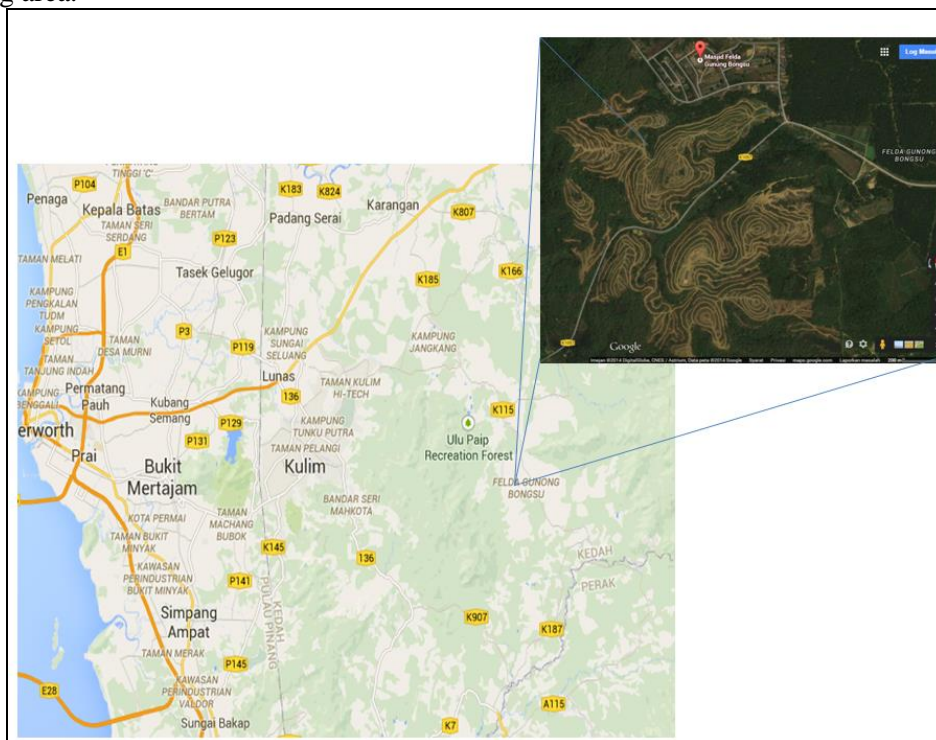 g area.
Masjid Felda
Gunung Bongsu
Log Masuk
FELDA GUNONG
BONGSU
Google
TINGGI 'C'
P104
Penaga
Kepala Batas
TAMAN SERI
SERDANG
E1
TAMAN MELATI
BANDAR PUTRA
BERTAM
P123
K183
K824
Padang Serai
Karangan
K807
K166
K185
Tasek Gelugor
KAMPUNG
PENGKALAN
TUDM
KAMPUNG
SETOL
TAMAN
TANJUNG INDAH
TAMAN
DESA MURNI
P3
P119
KAMPUNG
SUNGAI
SELUANG
KAMPUNG
JANGKANG
Lunas
136
TAMAN KULIM
HI-TECH
KAMPUNG
BENGGALI
Permatang
Pauh
Kubang
Semang
P129
P131
KAMPUNG
TUNKU PUTRA
TAMAN PELANGI
K115
Ulu Paip
Recreation Forest
erworth
Prai
Bukit
Mertajam
Kulim
FELDA GUNONG
BONGSU
KOTA PERMAI
TAMAN BUKIT
MINYAK
TAMAN
MACHANG
BUBOK
BANDAR SERI
MAHKOTA
K145
136
KAWASAN
PERINDUSTRIAN
BUKIT MINYAK
P141
KEDAH
PULAU PINANG
KEDAH
PERAK
Simpang
Ampat
K907
K187
TAMAN MERAK
P145
KAWASAN
PERINDUSTRIAN
VALDOR
E28
Sungai Bakap
K7
A115